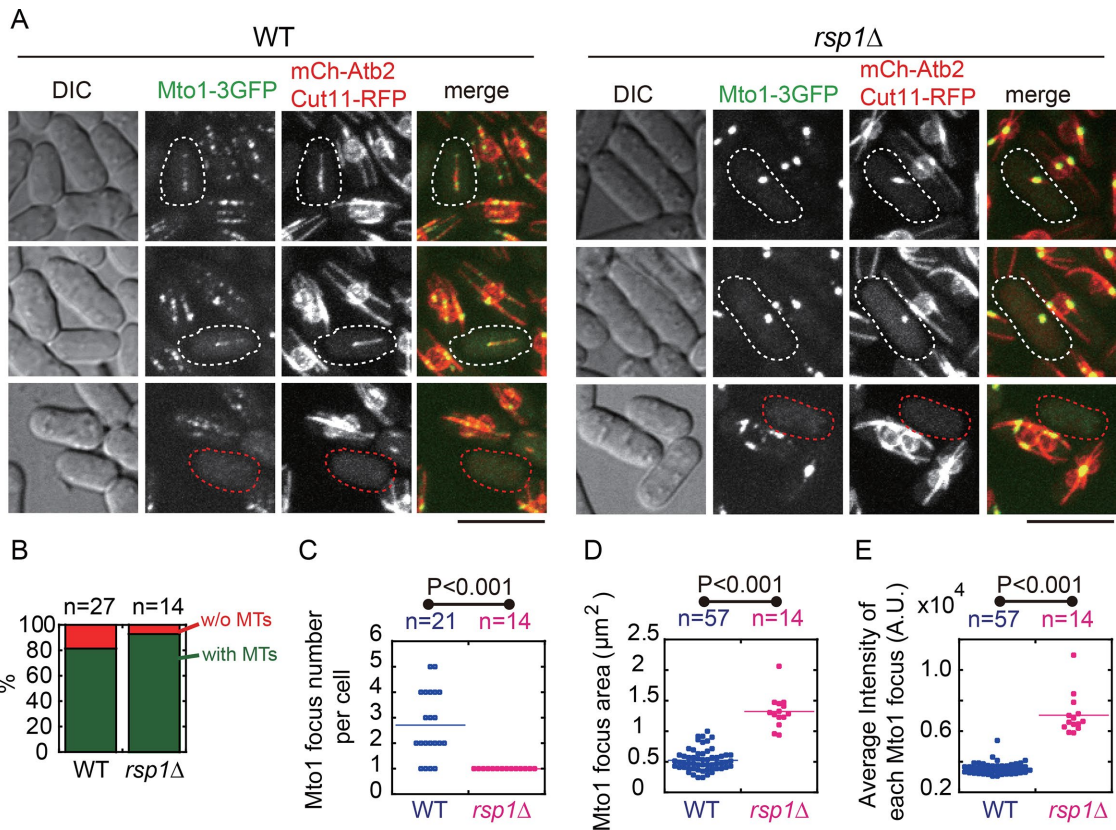 A
WT
rsp1Δ
DIC
Mto1-3GFP
mCh-Atb2
Cut11-RFP
merge
DIC
Mto1-3GFP
mCh-Atb2
Cut11-RFP
merge
B
n=27 n=14
100
80
60
40
20
0
%
w/o MTs
with MTs
WT rsp1Δ
C
P<0.001
n=21 n=14
Mto1 focus number
per cell
6
5
4
3
2
1
0
WT rsp1Δ
D
P<0.001
n=57 n=14
Mto1 focus area (μm²)
2.5
2
1.5
1
0.5
0
WT rsp1Δ
E
P<0.001
x10⁴ n=57 n=14
Average Intensity of
each Mto1 focus (A.U.)
1.0
0.6
0.2
WT rsp1Δ